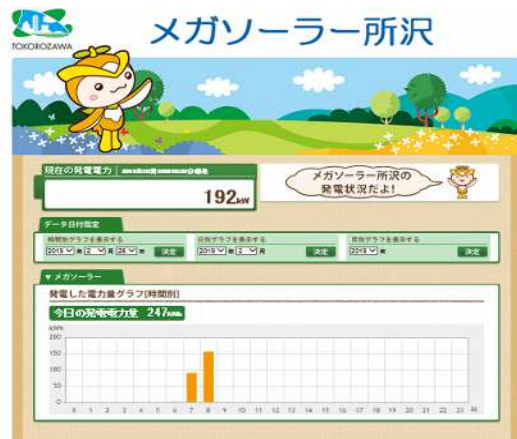 TOKOROZAWA
メガソーラー所沢
現在の発電電力
192kW
メガソーラー所沢の
発電状況だよ!
データ日付指定
時間別グラフを表示する
2015 年 2 月 26 日 決定
日別グラフを表示する
2015 年 2 月 決定
月別グラフを表示する
2015 年 決定
▼ メガソーラー
発電した電力量グラフ[時間別]
今日の発電電力量 247kWh
kWh
200
150
100
50
0
0 1 2 3 4 5 6 7 8 9 10 11 12 13 14 15 16 17 18 19 20 21 22 23 時